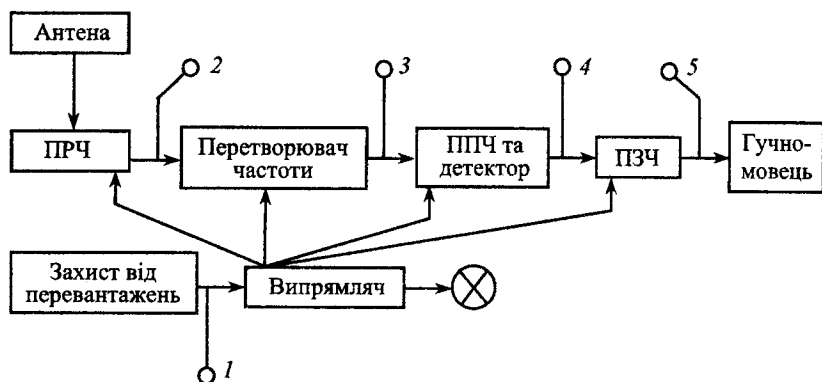 Антена
2
3
4
5
ПРЧ
Перетворювач
частоти
ППЧ та
детектор
ПЗЧ
Гучно-
мовець
Захист від
перевантажень
Випрямляч
1